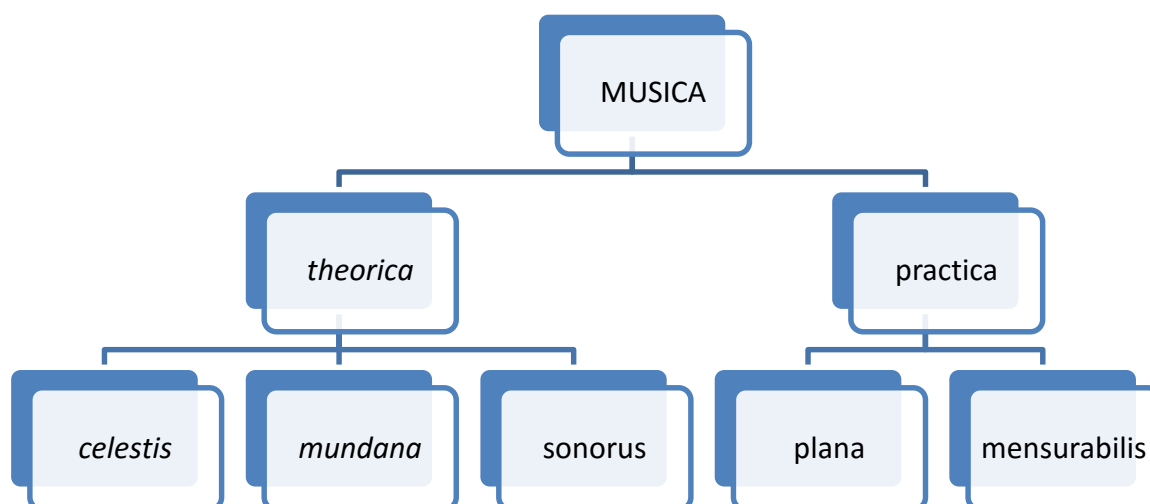 MUSICA
theorica
practica
celestis
mundana
sonorus
plana
mensurabilis